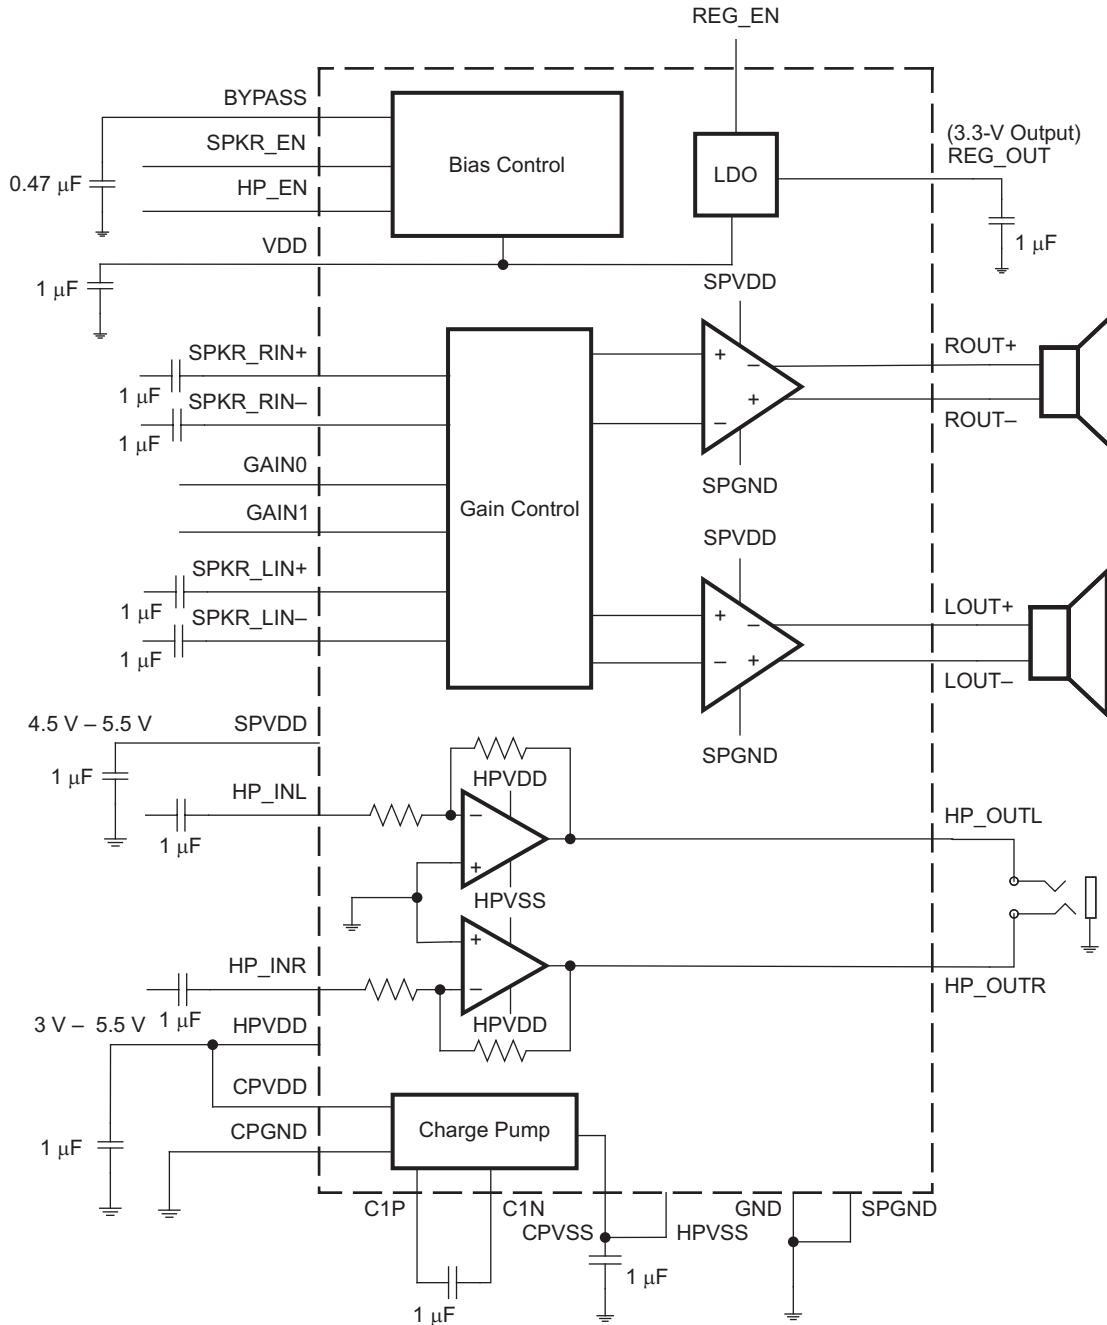 REG_EN
BYPASS
SPKR_EN
HP_EN
VDD
0.47 μF
1 μF
Bias Control
LDO
(3.3-V Output)
REG_OUT
1 μF
SPKR_RIN+
1 μF
SPKR_RIN–
1 μF
GAIN0
GAIN1
SPKR_LIN+
1 μF
SPKR_LIN–
1 μF
Gain Control
SPVDD
+ –
– +
SPGND
ROUT+
ROUT–
SPVDD
+ –
– +
SPGND
LOUT+
LOUT–
4.5 V – 5.5 V
SPVDD
1 μF
HP_INL
1 μF
HPVDD
–
+
HPVSS
+
–
HPVDD
HP_OUTL
HP_OUTR
HP_INR
1 μF
3 V – 5.5 V
HPVDD
CPVDD
CPGND
1 μF
Charge Pump
C1P
C1N
1 μF
CPVSS
HPVSS
1 μF
GND
SPGND